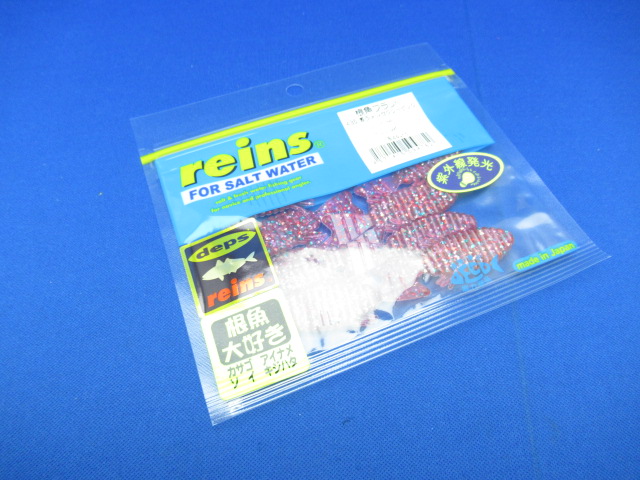 reins
FOR SALT WATER
salt & fresh water fishing gear
for novice and professional angler
紫外線発光
deps
reins
根魚
大好き
カサゴ アイナメ
ソイ キジハタ
made in Japan